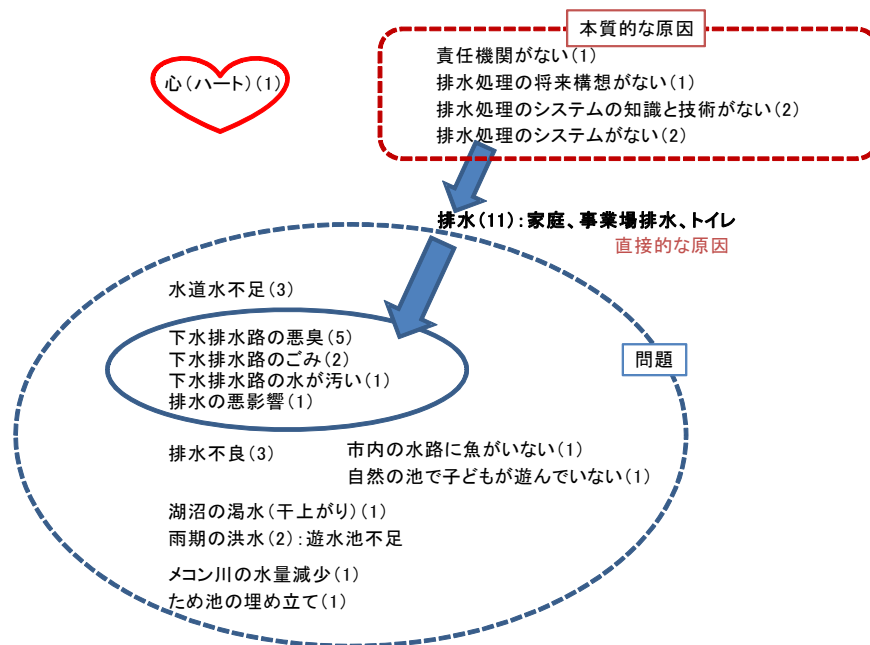 本質的な原因
責任機関がない(1)
心(ハート)(1)
排水処理の将来構想がない(1)
排水処理のシステムの知識と技術がない(2)
排水処理のシステムがない(2)
排水(11):家庭、事業場排水、トイレ
直接的な原因
水道水不足(3)
下水排水路の悪臭(5)
下水排水路のごみ(2)
下水排水路の水が汚い(1)
排水の悪影響(1)
問題
排水不良(3)
市内の水路に魚がいない(1)
自然の池で子どもが遊んでいない(1)
湖沼の渇水(干上がり)(1)
雨期の洪水(2):遊水池不足
メコン川の水量減少(1)
ため池の埋め立て(1)